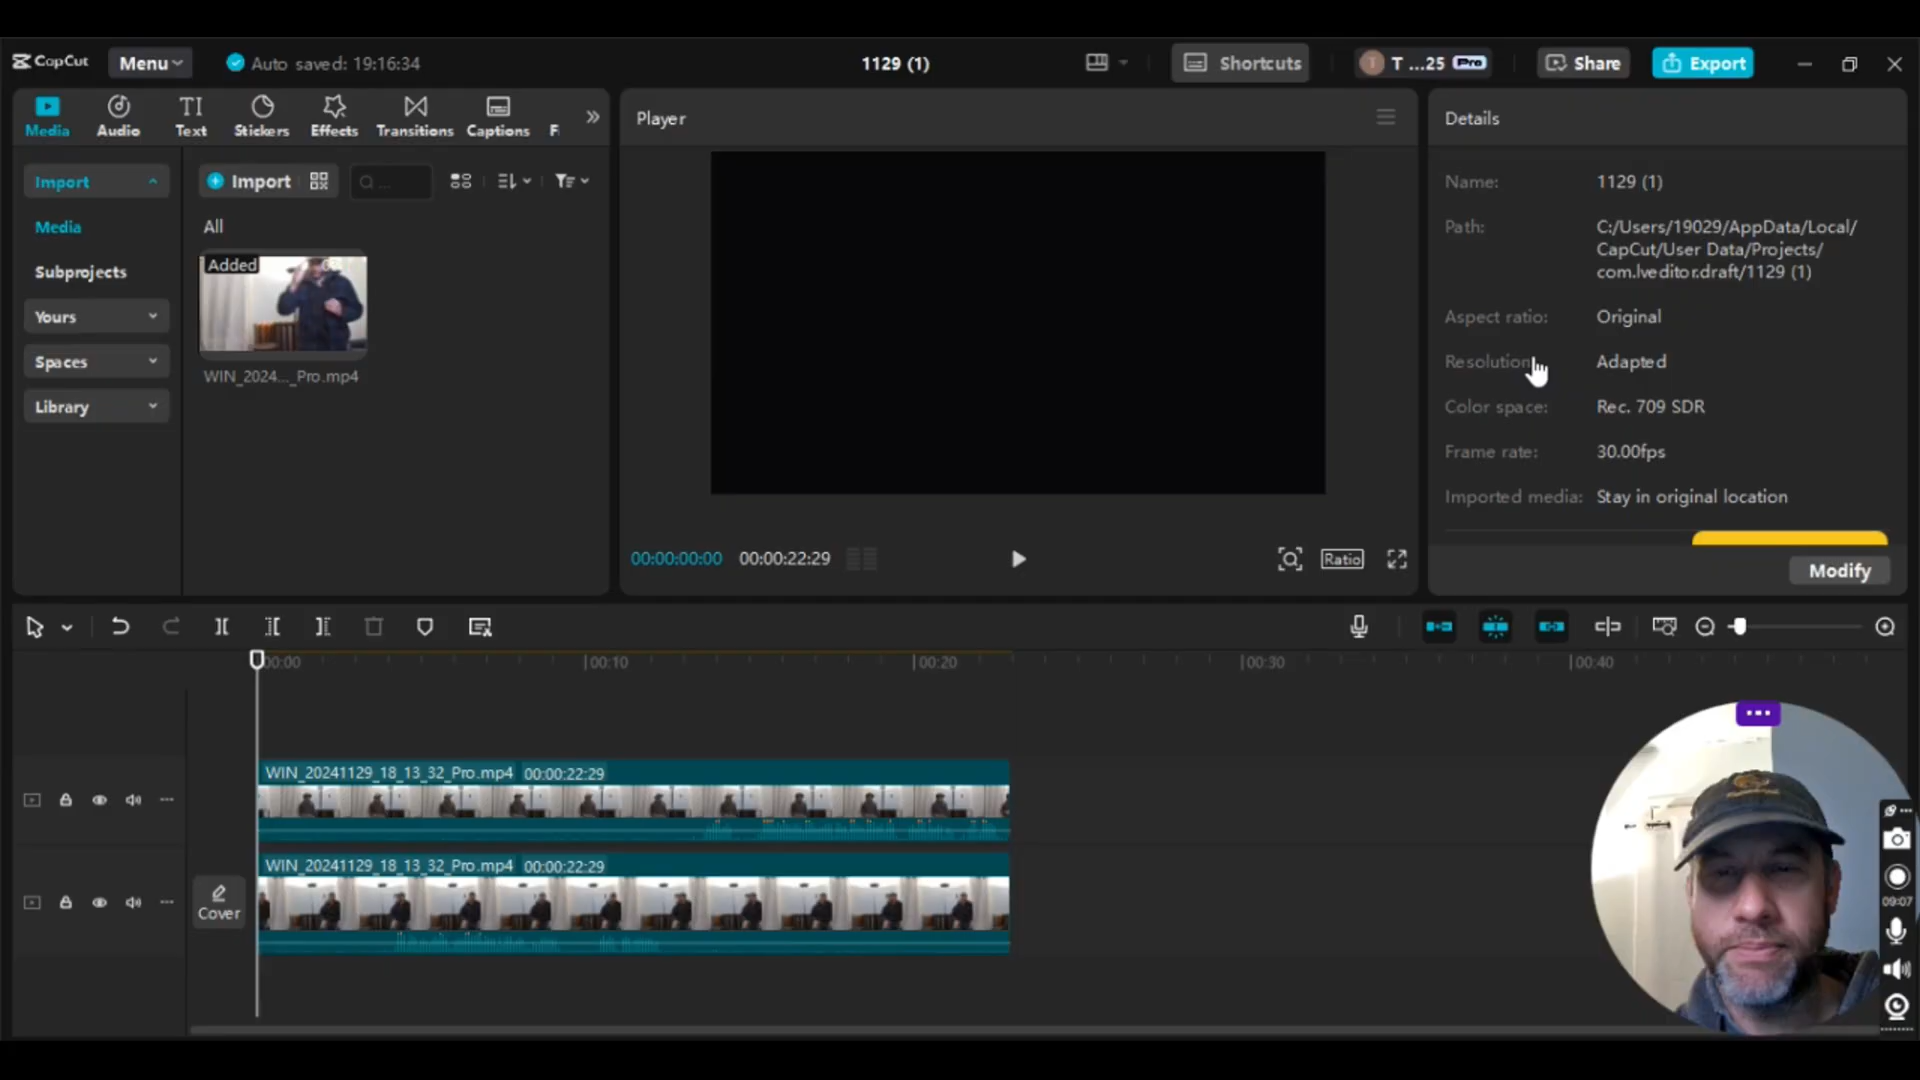 CapCut
Menu
Auto saved: 19:16:34
1129 (1)
Shortcuts
T ...25 Pro
Share
Export
Media
Audio
TI
Text
Stickers
Effects
Transitions
Captions
F
Player
Details
Import
Media
Subprojects
Yours
Spaces
Library
Import
...
All
Added
WIN_2024..._Pro.mp4
Name: 1129 (1)
Path: C:/Users/19029/AppData/Local/
CapCut/User Data/Projects/
com.lveditor.draft/1129 (1)
Aspect ratio: Original
Resolution Adapted
Color space: Rec. 709 SDR
Frame rate: 30.00fps
Imported media: Stay in original location
00:00:00:00 00:00:22:29
Ratio
Modify
00:00
00:10
00:20
00:30
00:40
WIN_20241129_18_13_32_Pro.mp4 00:00:22:29
WIN_20241129_18_13_32_Pro.mp4 00:00:22:29
Cover
09:07